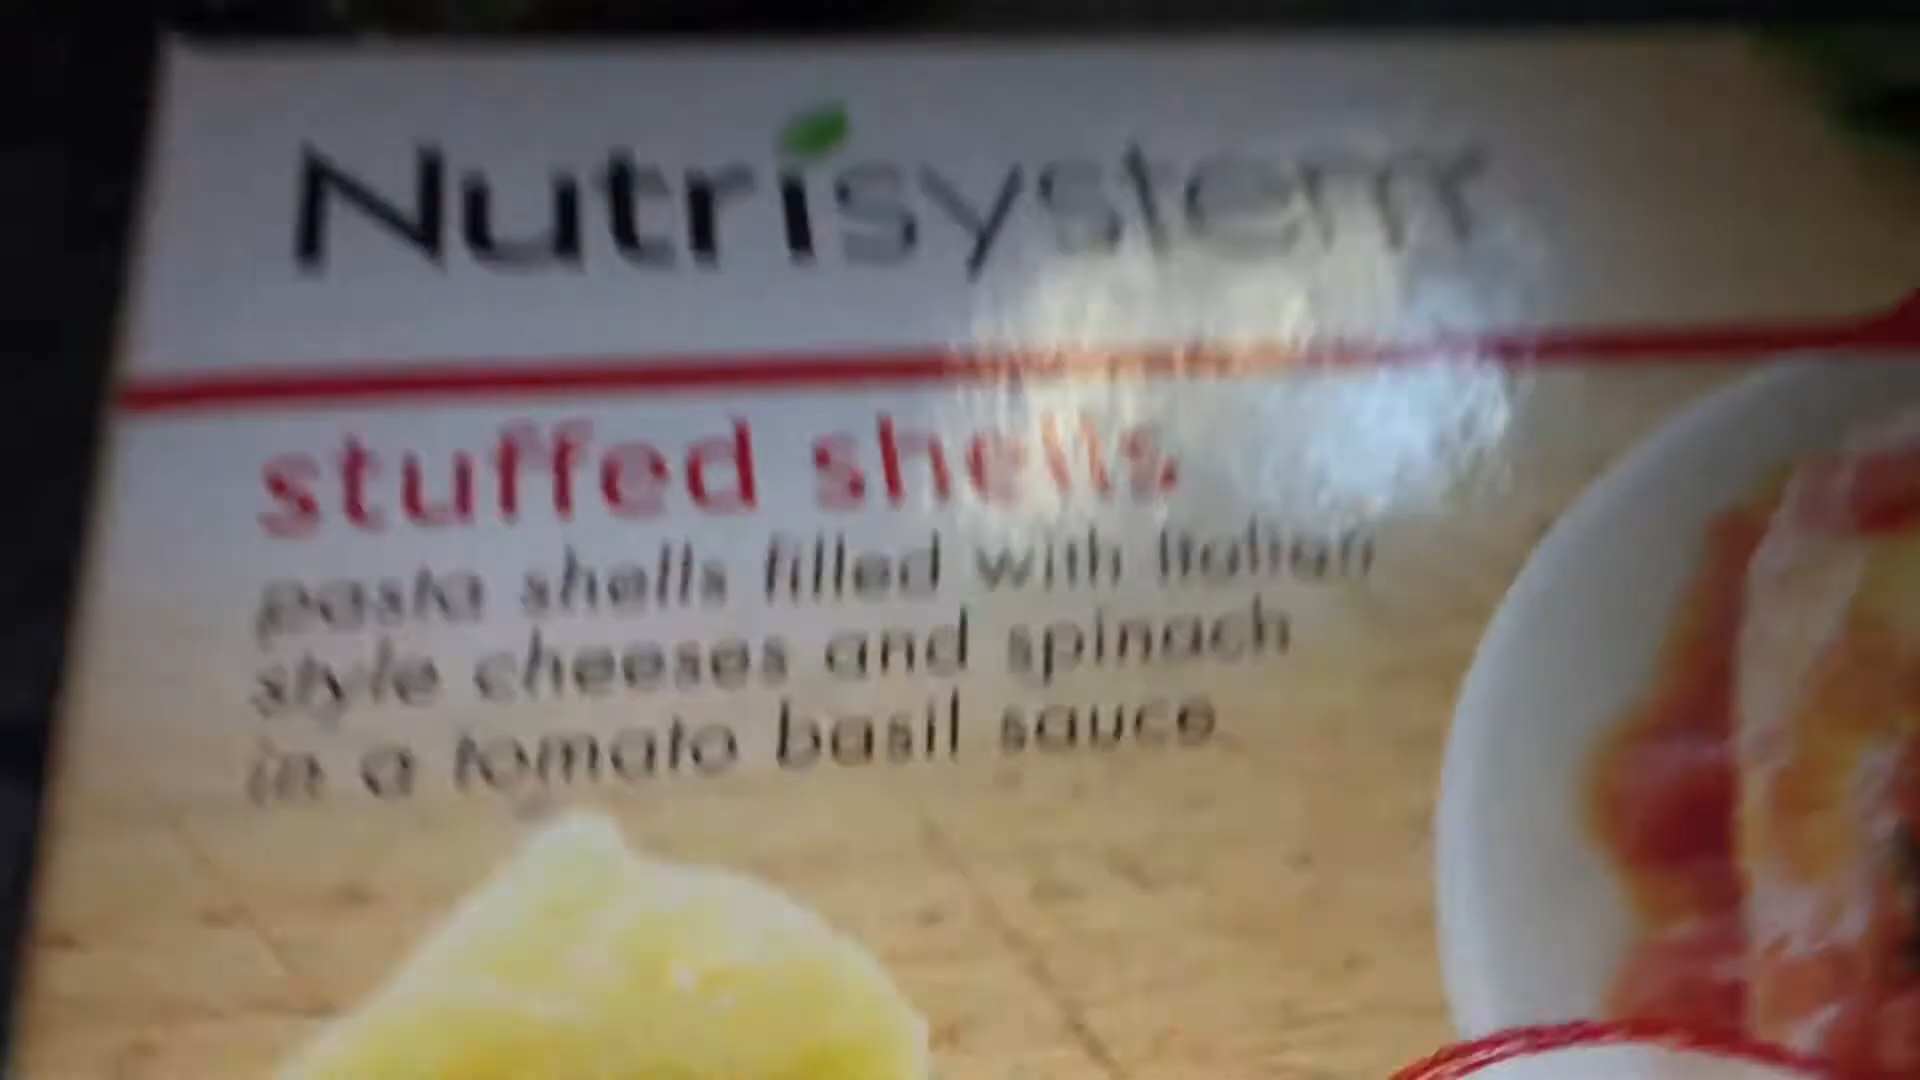 Nutrisystem
stuffed shells
pasta shells filled with Italian
style cheeses and spinach
in a tomato basil sauce